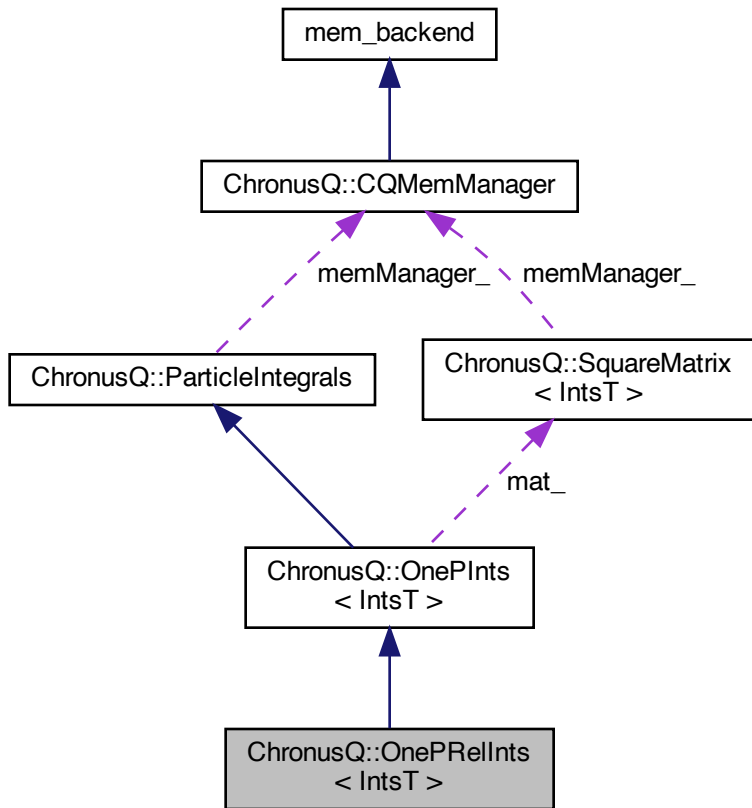 mem_backend
ChronusQ::CQMemManager
memManager_
memManager_
ChronusQ::ParticleIntegrals
ChronusQ::SquareMatrix
< IntsT >
mat_
ChronusQ::OnePInts
< IntsT >
ChronusQ::OnePRelInts
< IntsT >